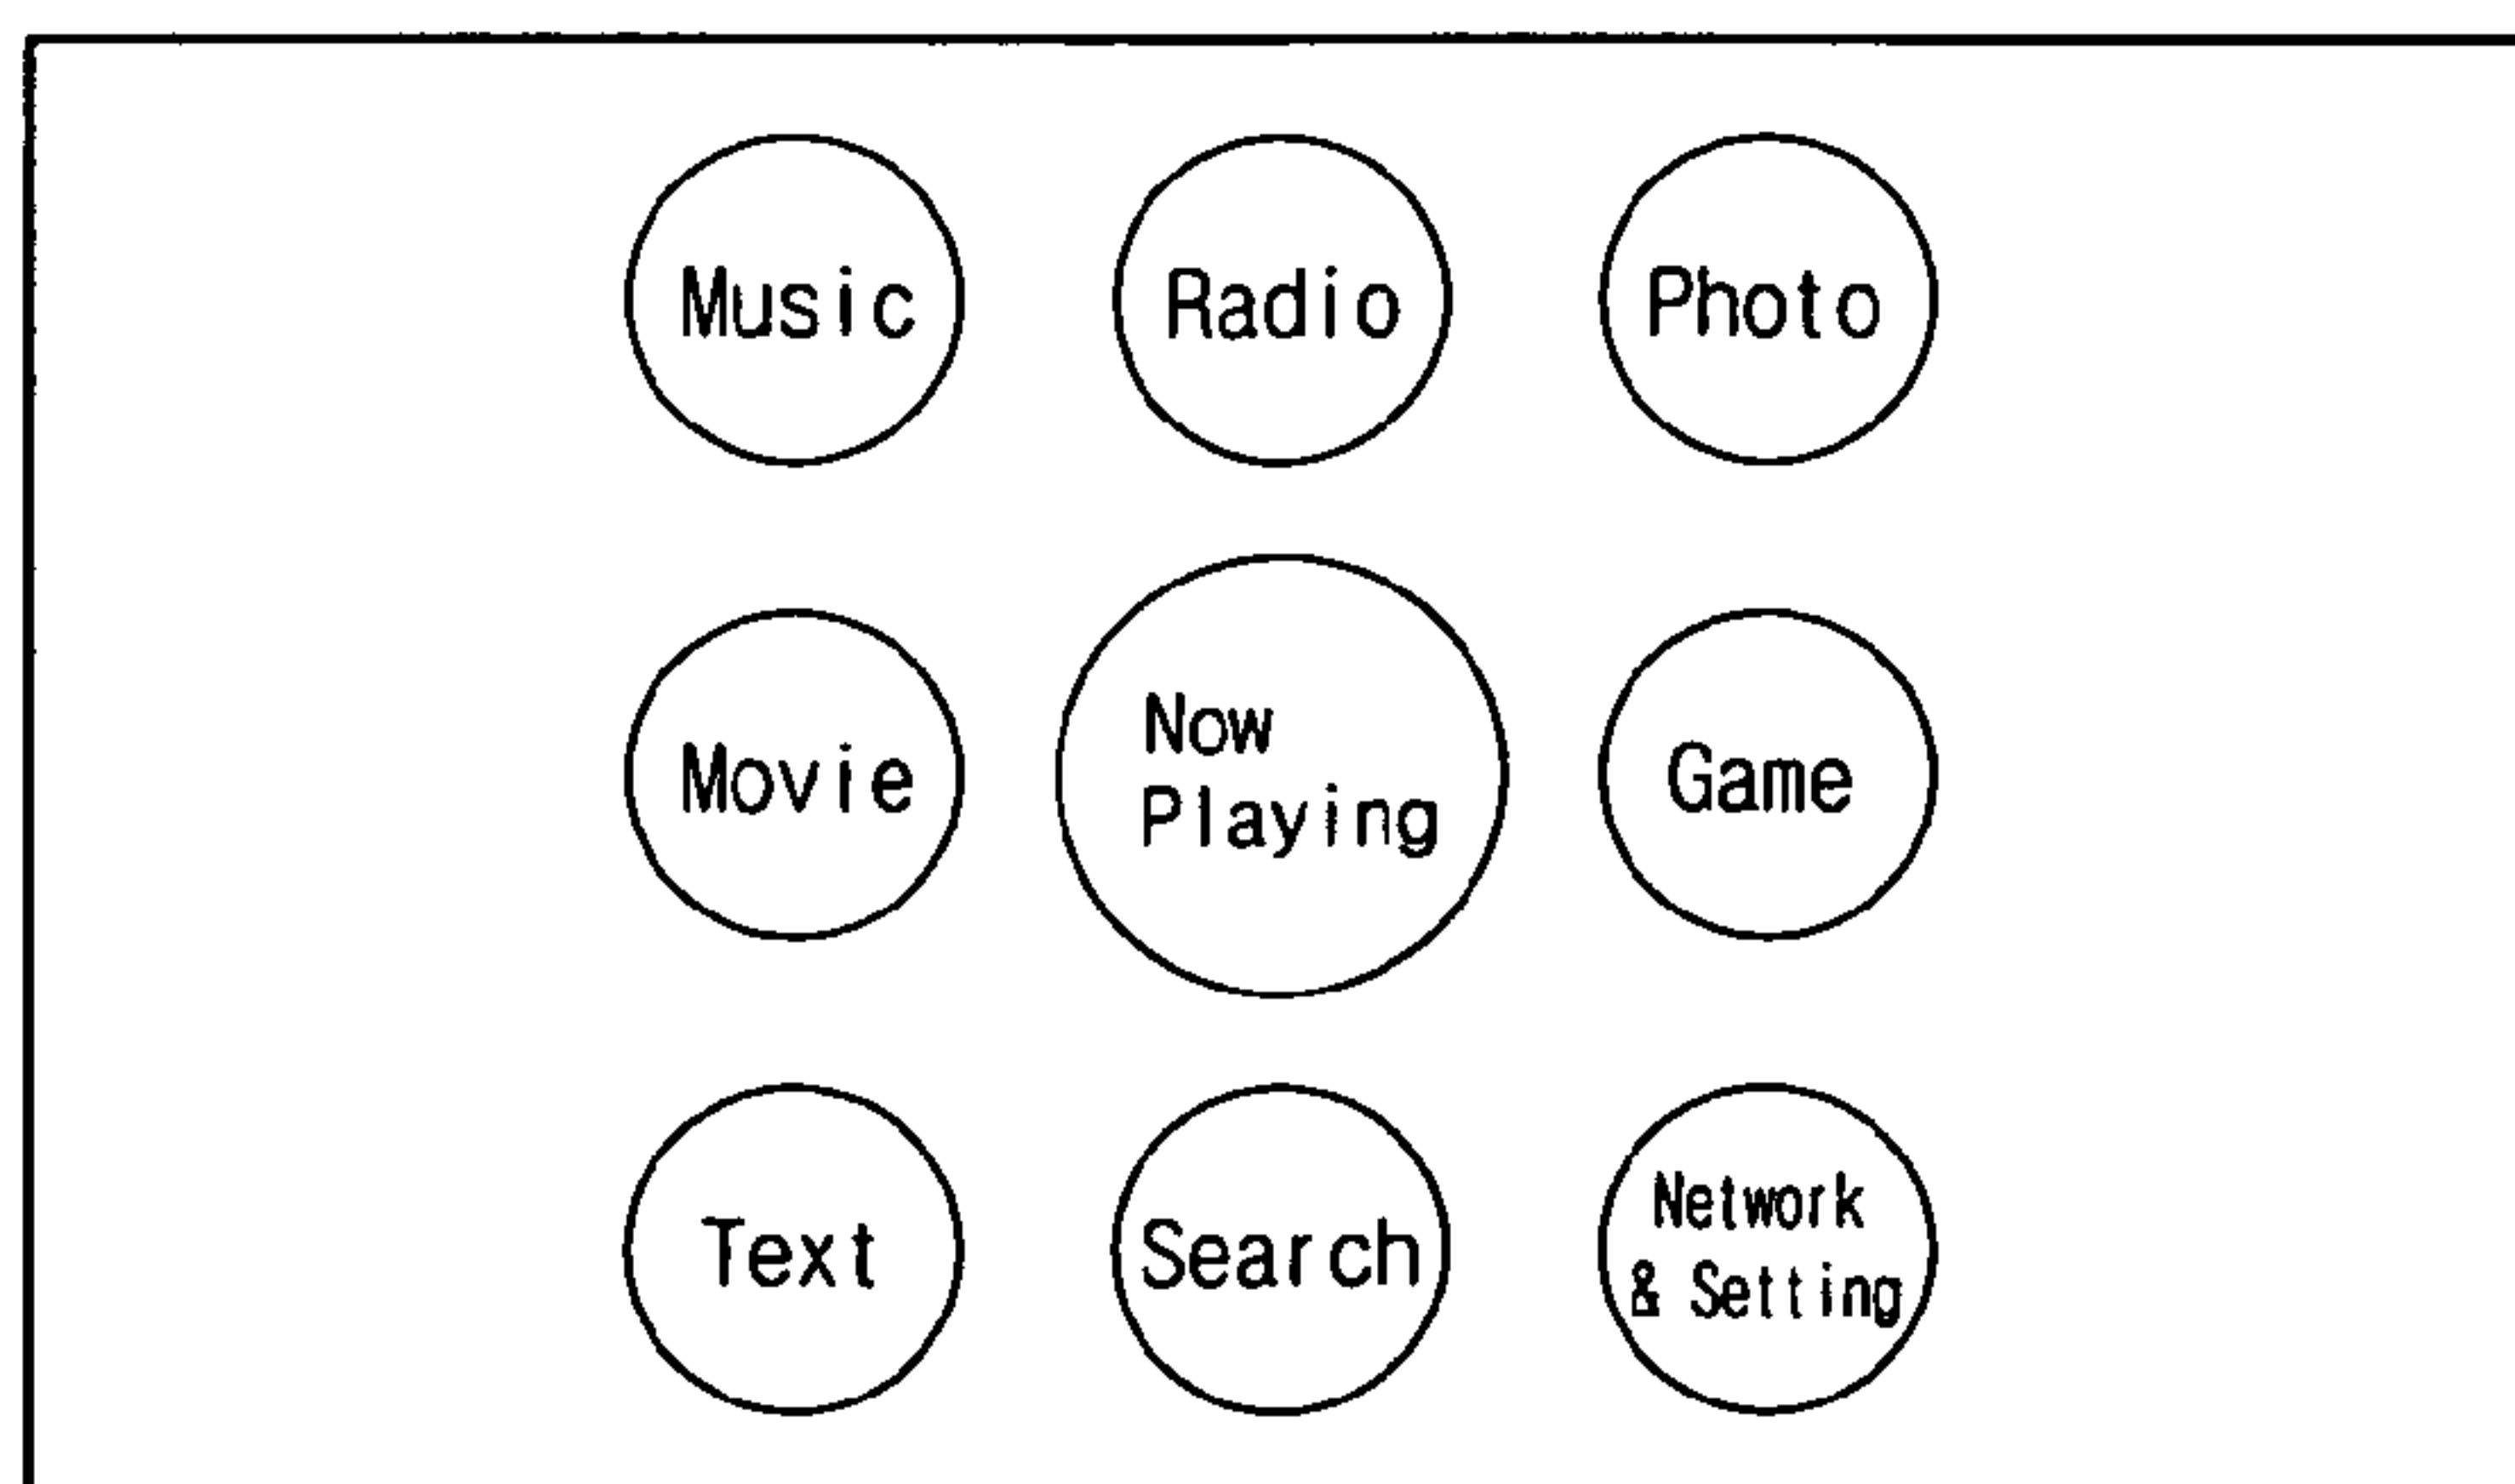 Music
Radio
Photo
Movie
Now
Playing
Game
Text
Search
Network
& Setting